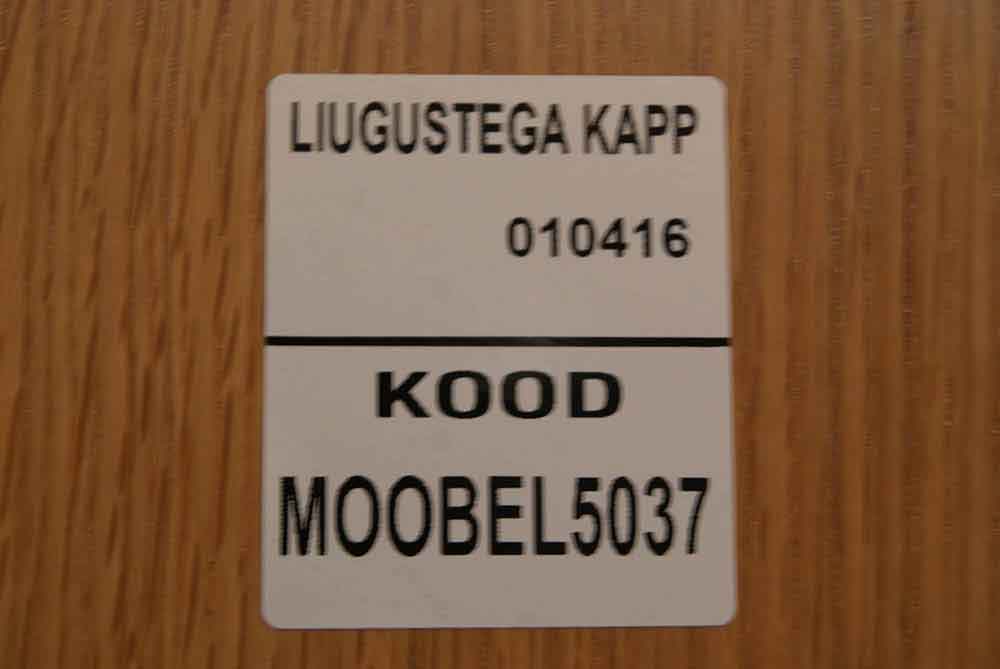 LIUGUSTEGA KAPP
010416
KOOD
MOOBEL5037